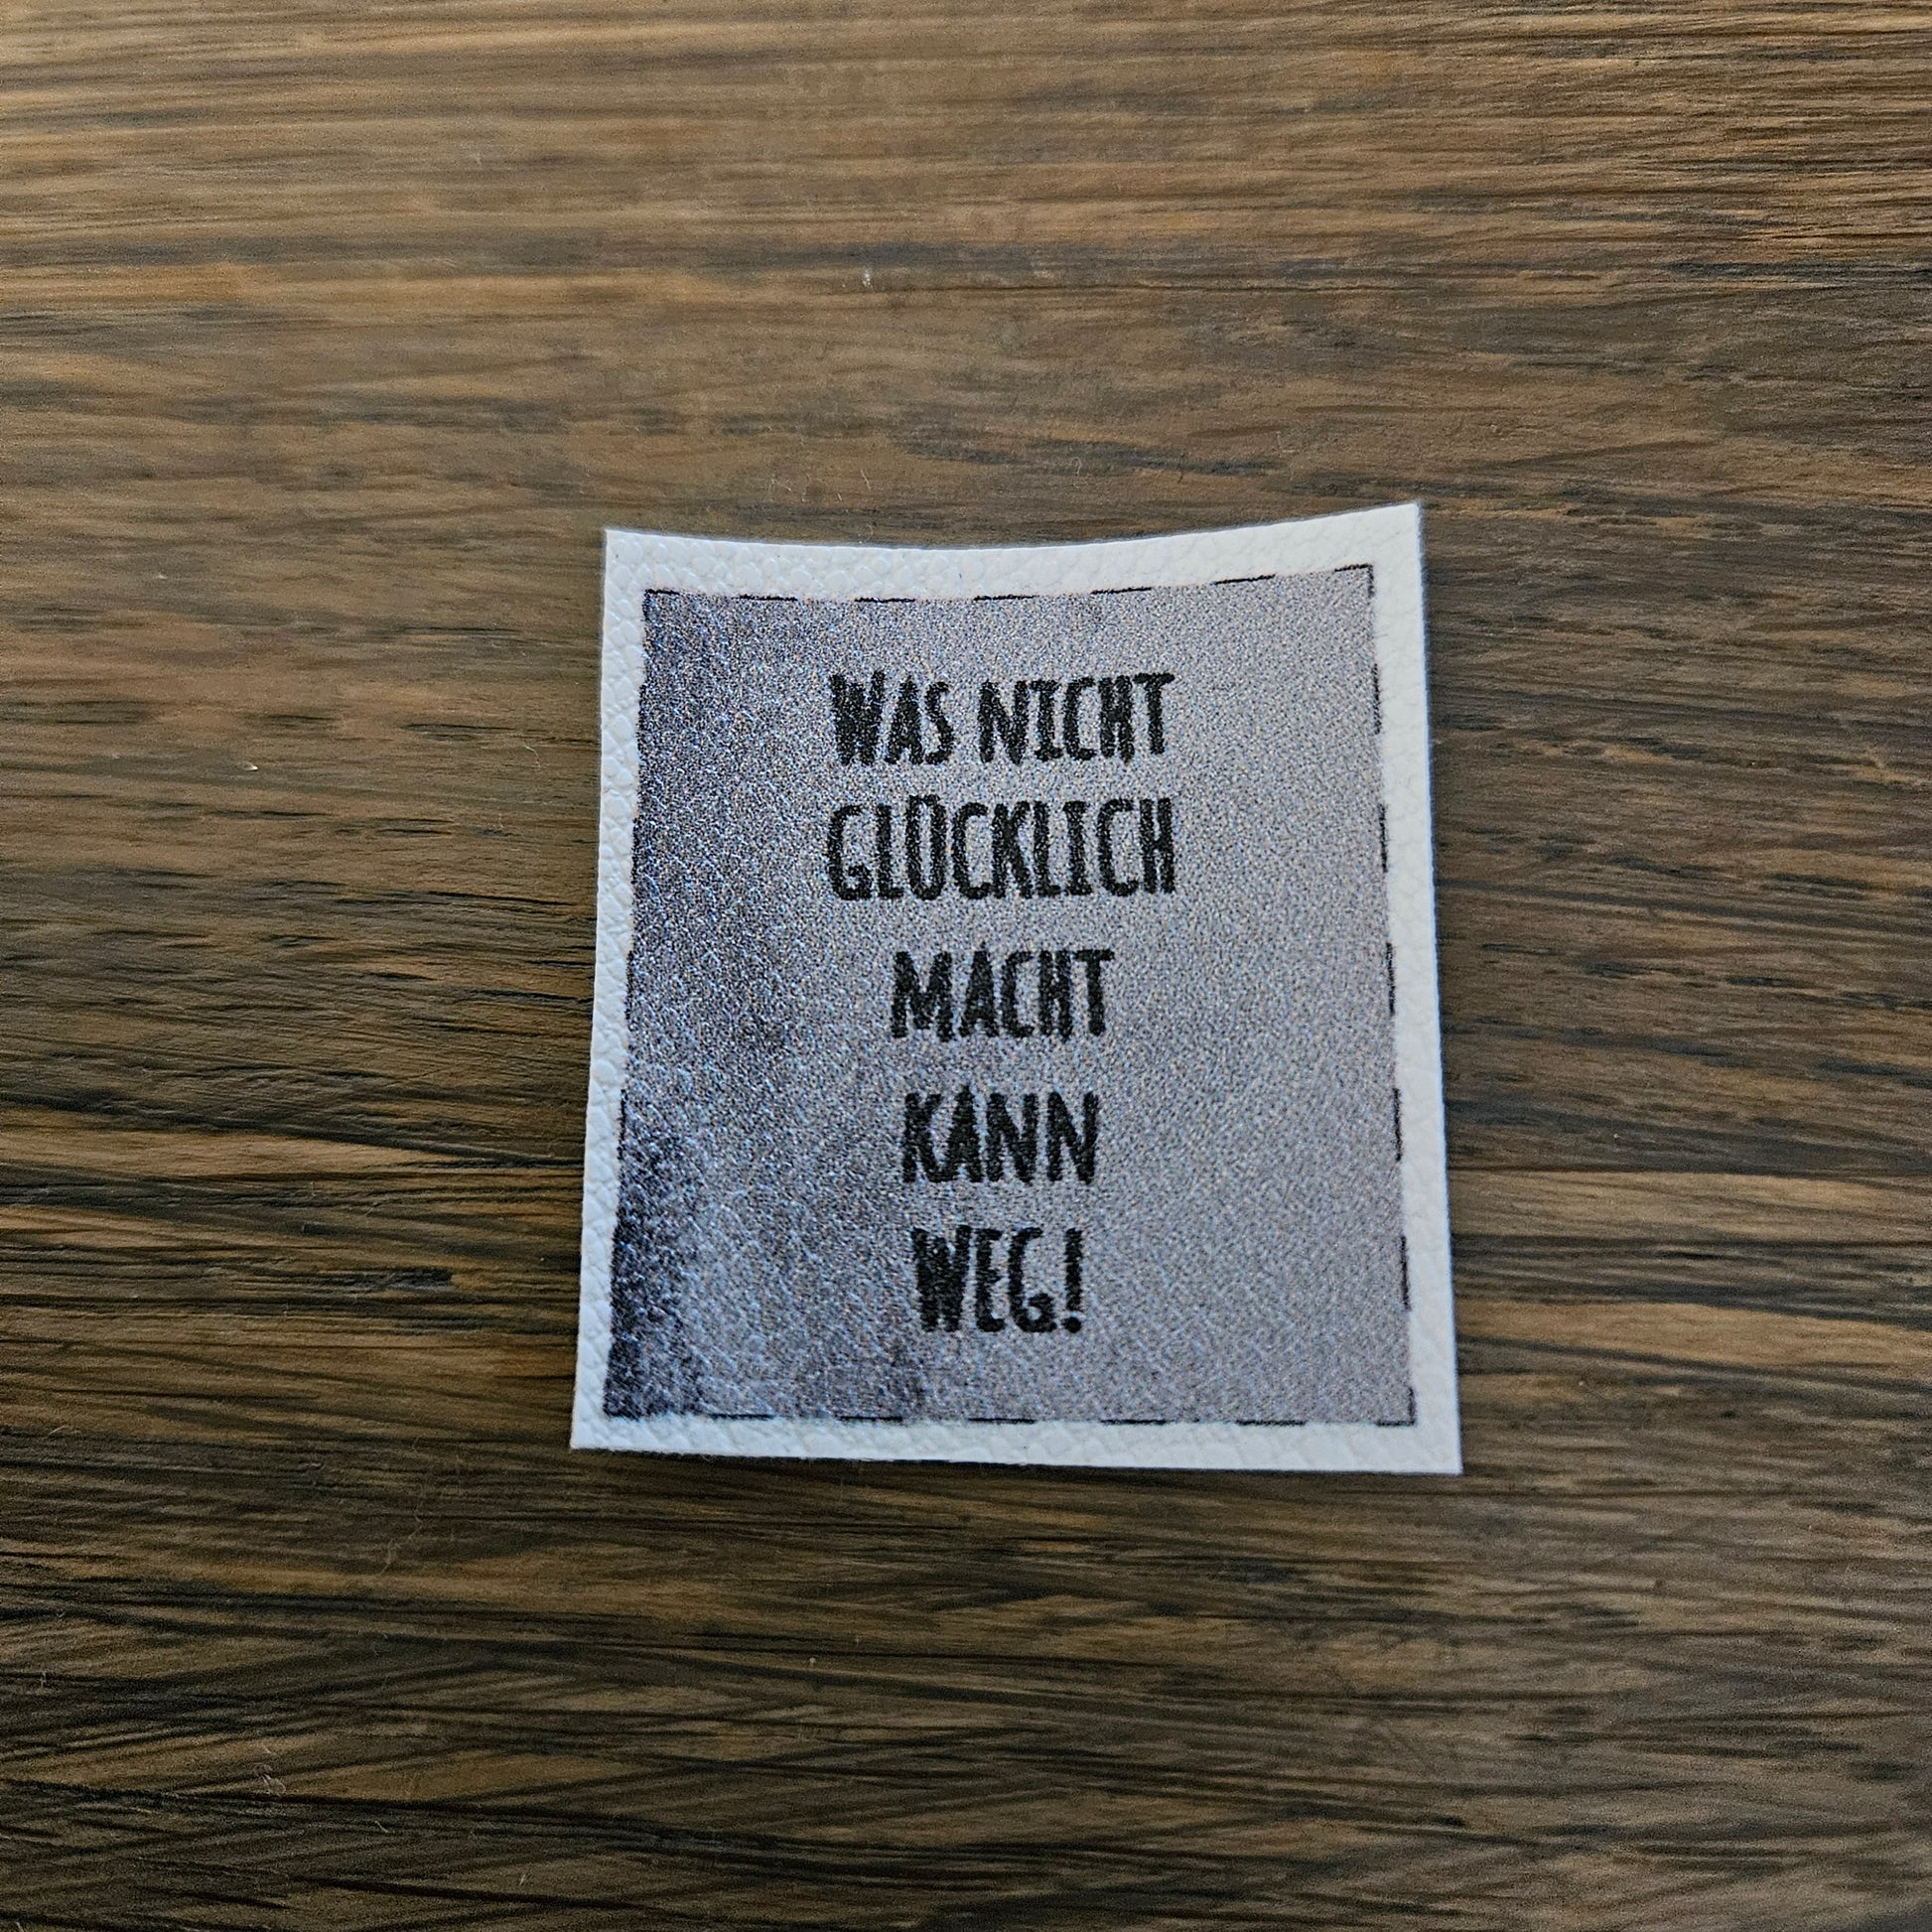 WAS NICHT
GLÜCKLICH
MACHT
KANN
WEG!